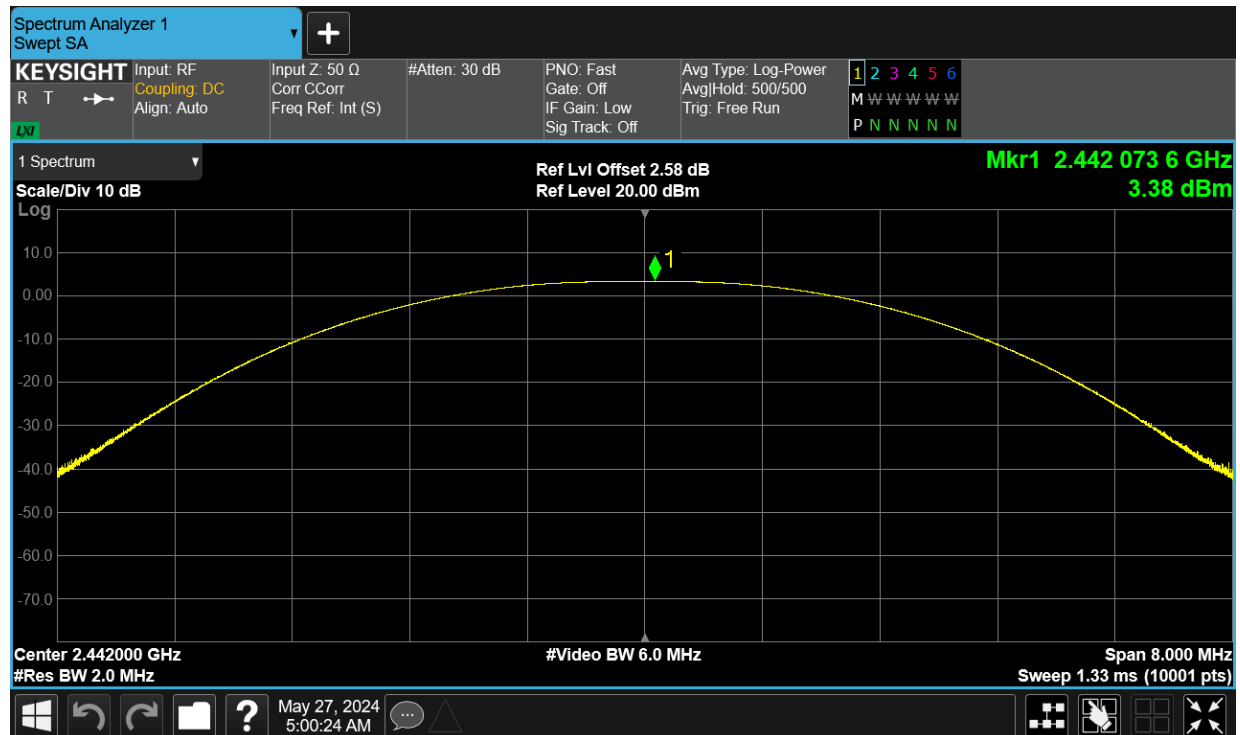 Spectrum Analyzer 1
Swept SA
KEYSIGHT
R T
LXI
Input: RF
Coupling: DC
Align: Auto
Input Z: 50 Ω
Corr CCorr
Freq Ref: Int (S)
#Atten: 30 dB
PNO: Fast
Gate: Off
IF Gain: Low
Sig Track: Off
Avg Type: Log-Power
Avg|Hold: 500/500
Trig: Free Run
1 2 3 4 5 6
M W W W W W
P N N N N N
1 Spectrum
Scale/Div 10 dB
Log
Ref Lvl Offset 2.58 dB
Ref Level 20.00 dBm
Mkr1 2.442 073 6 GHz
3.38 dBm
1
10.0
0.00
-10.0
-20.0
-30.0
-40.0
-50.0
-60.0
-70.0
Center 2.442000 GHz
#Res BW 2.0 MHz
#Video BW 6.0 MHz
Span 8.000 MHz
Sweep 1.33 ms (10001 pts)
?
May 27, 2024
5:00:24 AM